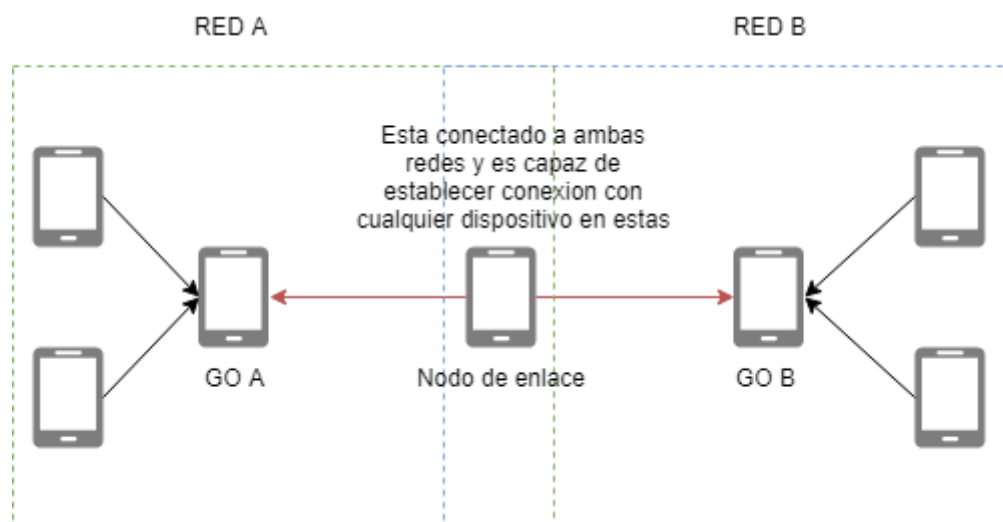 RED A
RED B
Esta conectado a ambas
redes y es capaz de
establecer conexion con
cualquier dispositivo en estas
GO A
Nodo de enlace
GO B